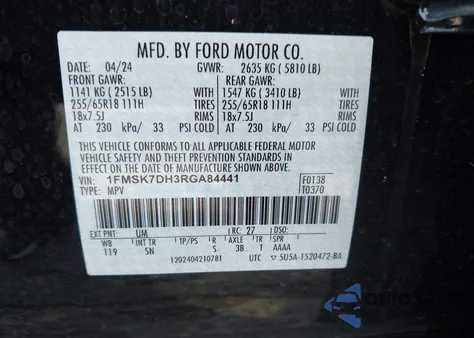 MFD. BY FORD MOTOR CO.
DATE: 04/24 GVWR: 2635 KG (5810 LB)
FRONT GAWR: REAR GAWR:
1141 KG (2515 LB) WITH 1547 KG (3410 LB) WITH
255/65R18 111H TIRES 255/65R18 111H TIRES
18x7.5J RIMS 18x7.5J RIMS
AT 230 kPa/ 33 PSI COLD AT 230 kPa/ 33 PSI COLD
THIS VEHICLE CONFORMS TO ALL APPLICABLE FEDERAL MOTOR
VEHICLE SAFETY AND THEFT PREVENTION STANDARDS IN
EFFECT ON THE DATE OF MANUFACTURE SHOWN ABOVE.
VIN: 1FMSK7DH3RGA84441 F0138
TYPE: MPV T0370
EXT PNT: UM RC: 27 DSO:
WB INT TR TP/PS R AXLE TR SPR
119 SN S 3B T AAAA
120240421078I UTC ▽ 5U5A-1520472-BA